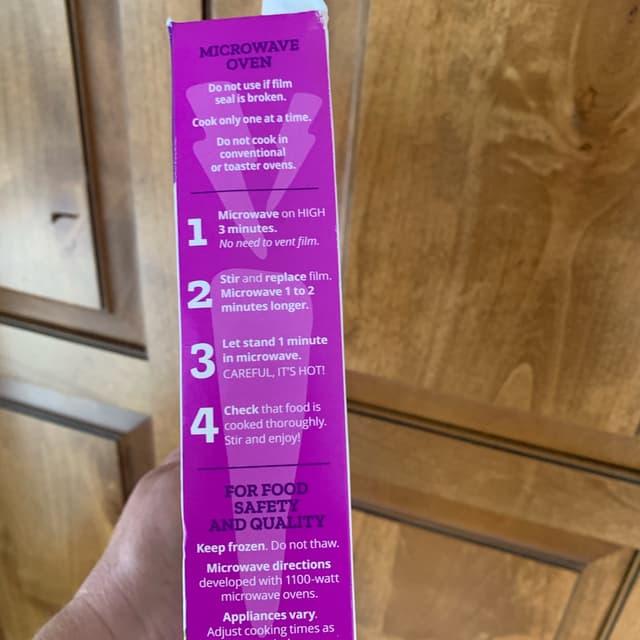 MICROWAVE
OVEN
Do not use if film
seal is broken.
Cook only one at a time.
Do not cook in
conventional
or toaster ovens.
1
Microwave on HIGH
3 minutes.
No need to vent film.
2
Stir and replace film.
Microwave 1 to 2
minutes longer.
3
Let stand 1 minute
in microwave.
CAREFUL, IT'S HOT!
4
Check that food is
cooked thoroughly.
Stir and enjoy!
FOR FOOD
SAFETY
AND QUALITY
Keep frozen. Do not thaw.
Microwave directions
developed with 1100-watt
microwave ovens.
Appliances vary.
Adjust cooking times as